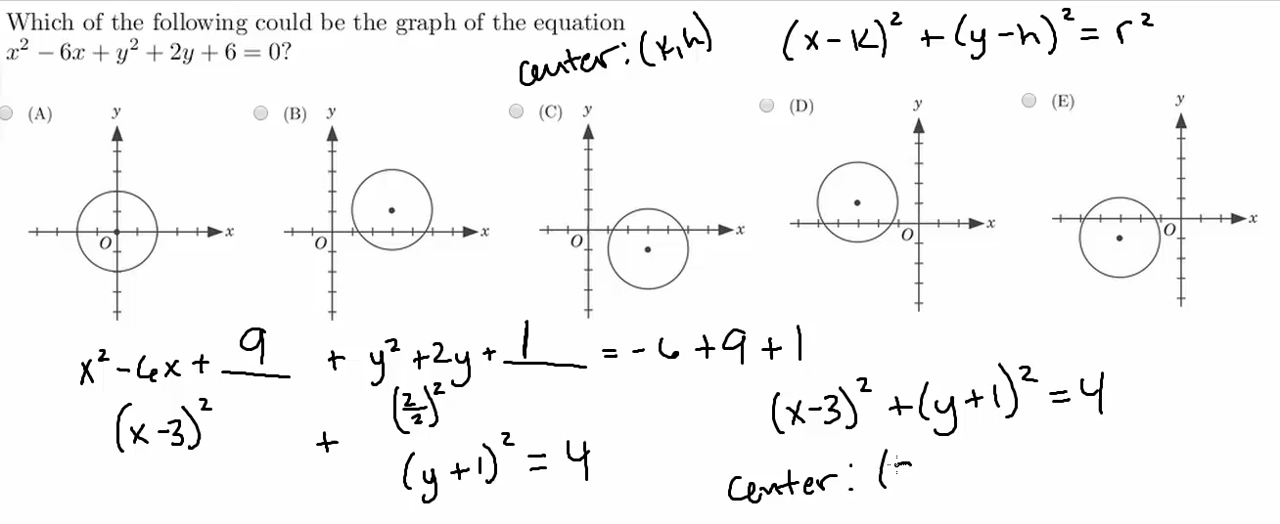 Which of the following could be the graph of the equation
x² − 6x + y² + 2y + 6 = 0?
center: (k,h)
(x-k)² + (y-h)² = r²
(A)
y
x
O
(B)
y
x
O
(C)
y
x
O
(D)
y
x
O
(E)
y
x
O
x² - 6x + 9 + y² + 2y + 1 = -6 + 9 + 1
(2/2)²
(x-3)² + (y+1)² = 4
(x-3)² + (y+1)² = 4
center: (-